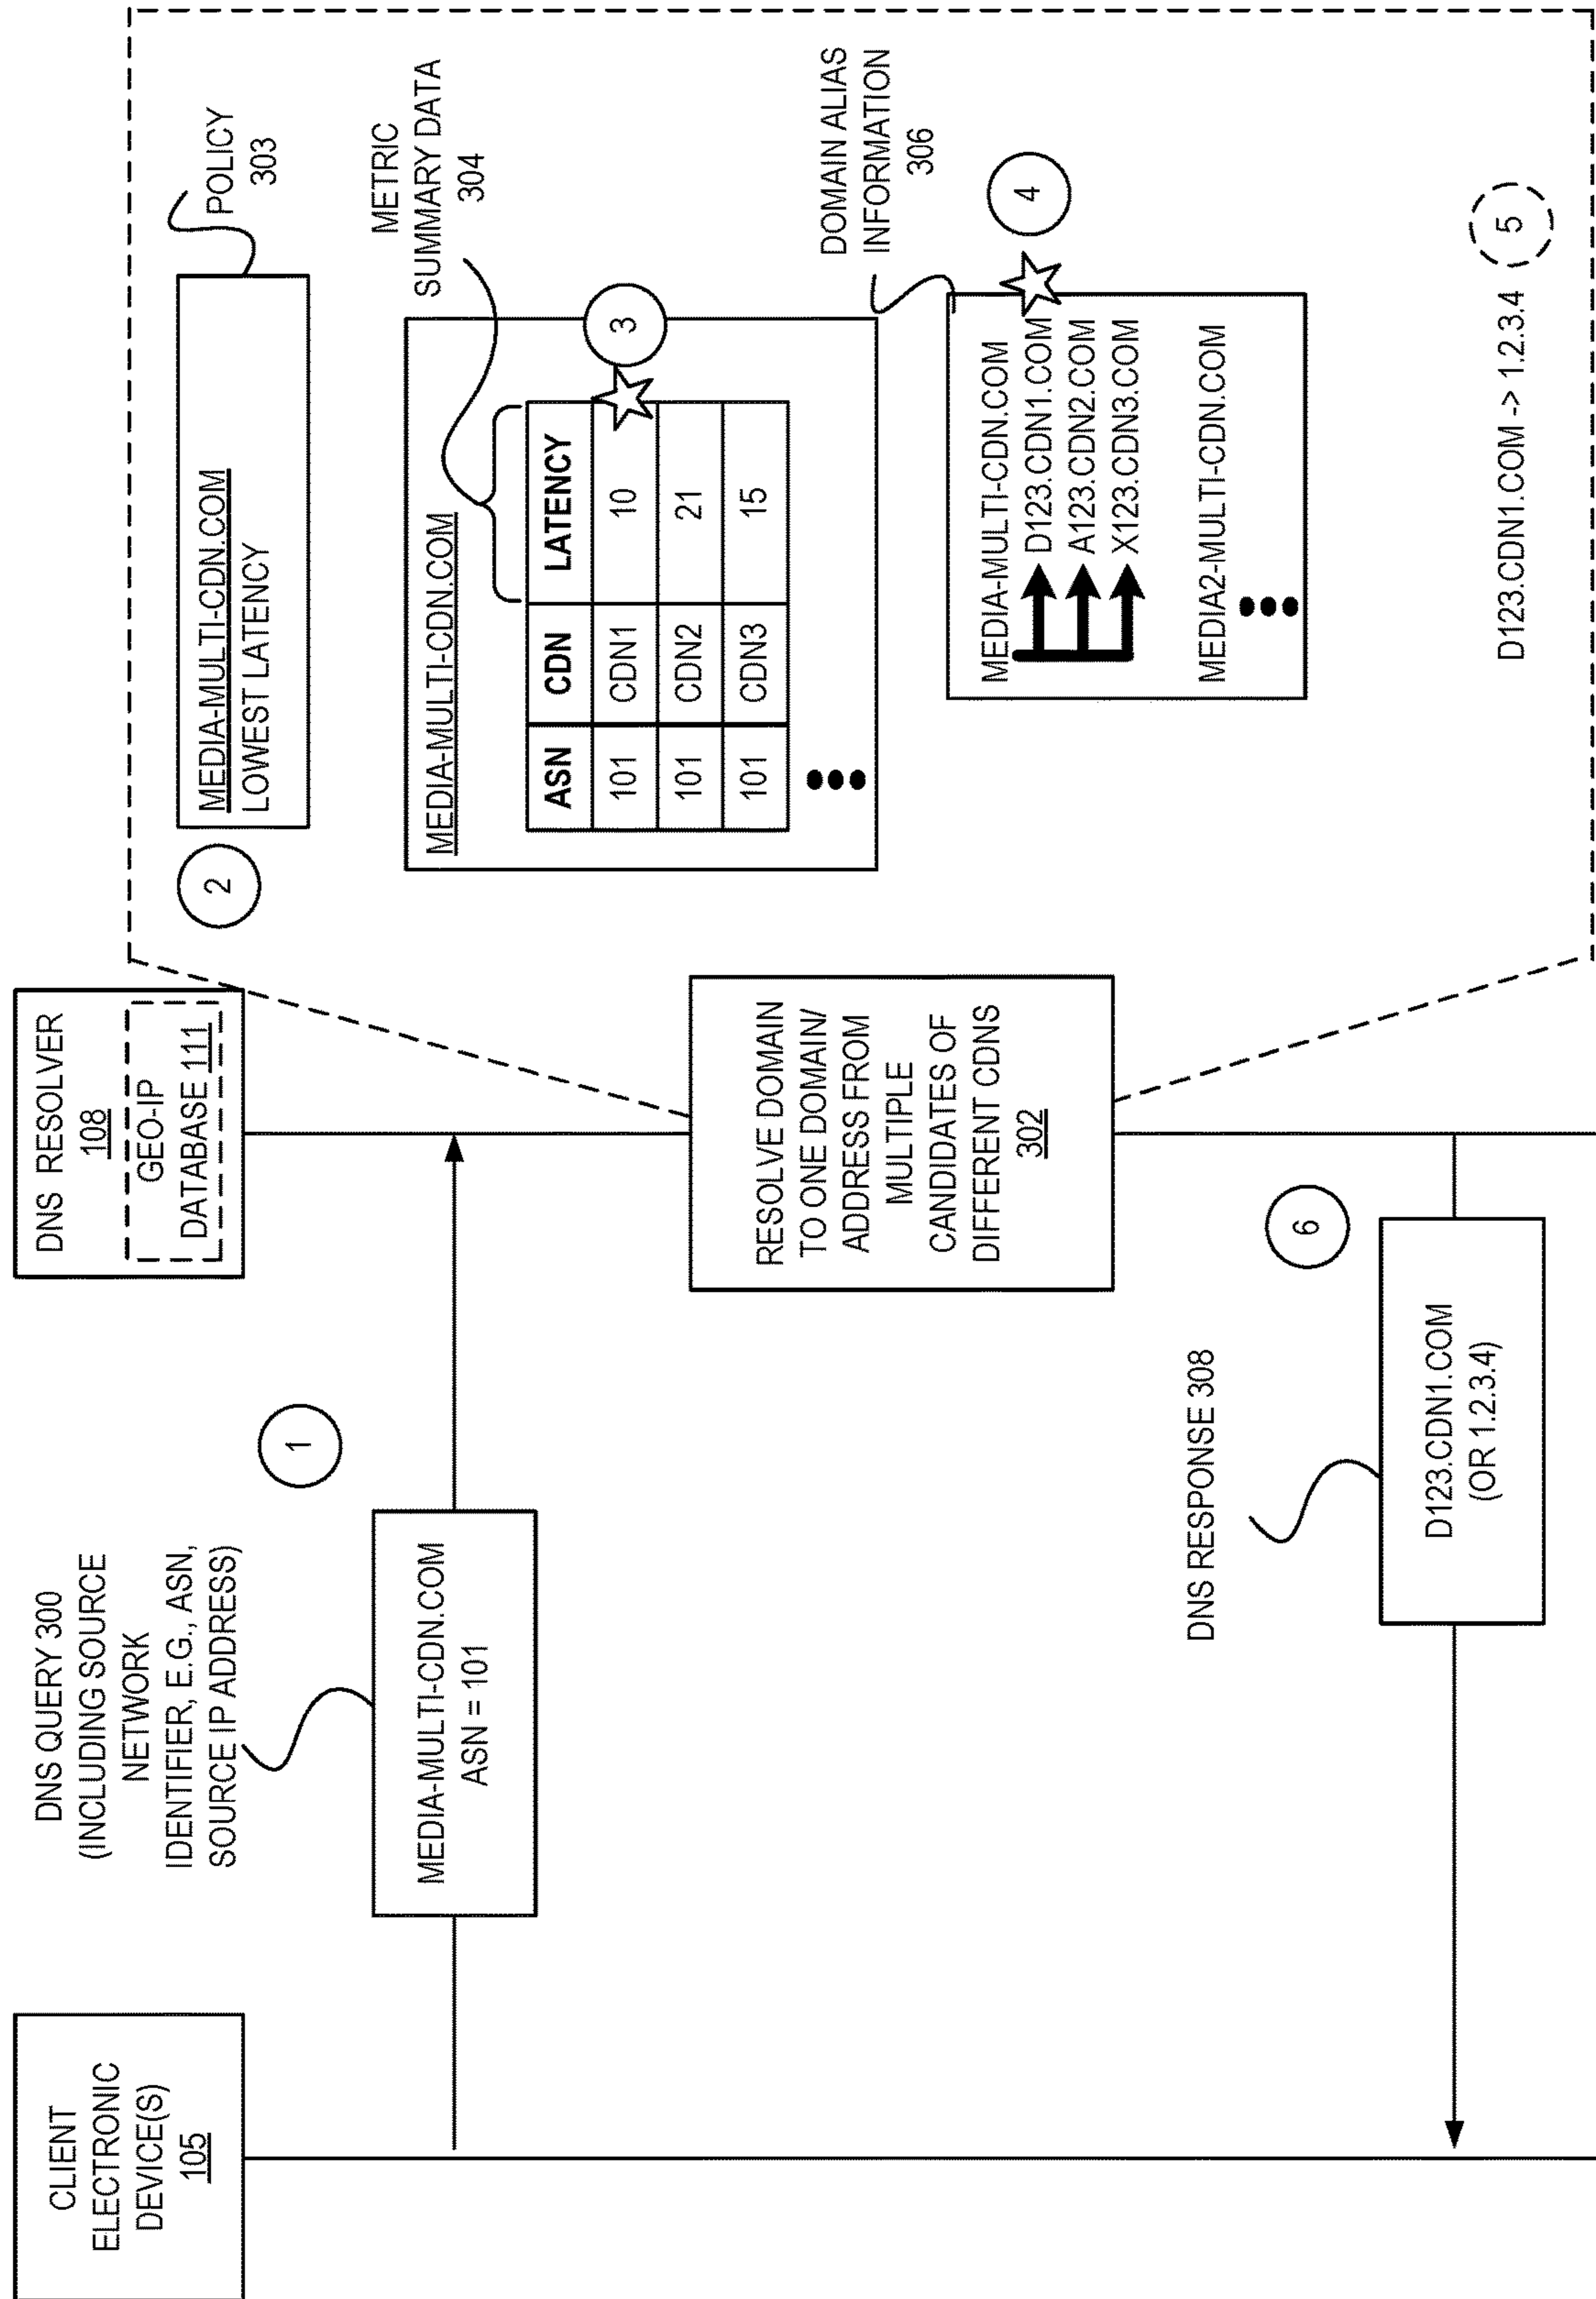 CLIENT
ELECTRONIC
DEVICE(S)
105
DNS RESOLVER
108
GEO-IP
DATABASE 111
DNS QUERY 300
(INCLUDING SOURCE
NETWORK
IDENTIFIER, E.G., ASN,
SOURCE IP ADDRESS)
1
MEDIA-MULTI-CDN.COM
ASN = 101
RESOLVE DOMAIN
TO ONE DOMAIN/
ADDRESS FROM
MULTIPLE
CANDIDATES OF
DIFFERENT CDNS
302
2
MEDIA-MULTI-CDN.COM
LOWEST LATENCY
POLICY
303
METRIC
SUMMARY DATA
304
MEDIA-MULTI-CDN.COM
ASN CDN LATENCY
101 CDN1 10
101 CDN2 21
101 CDN3 15
3
DOMAIN ALIAS
INFORMATION
306
4
MEDIA-MULTI-CDN.COM
D123.CDN1.COM
A123.CDN2.COM
X123.CDN3.COM
MEDIA2-MULTI-CDN.COM
D123.CDN1.COM -> 1.2.3.4
5
DNS RESPONSE 308
6
D123.CDN1.COM
(OR 1.2.3.4)